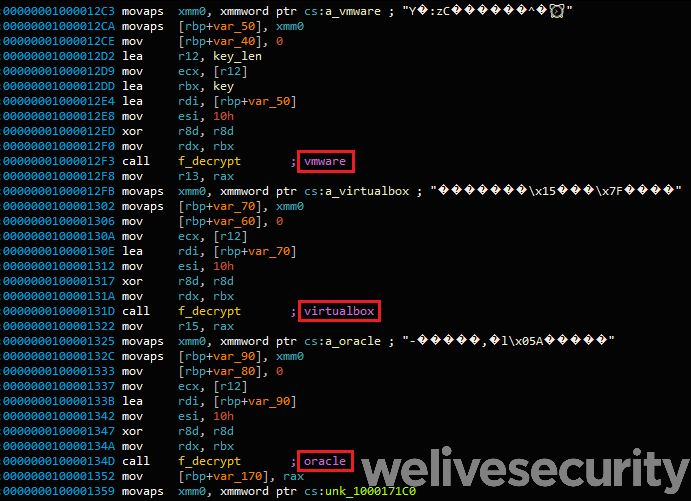 :00000001000012C3 movaps  xmm0, xmmword ptr cs:a_vmware ; "Y�:zC������^�"
:00000001000012CA movaps  [rbp+var_50], xmm0
:00000001000012CE mov     [rbp+var_40], 0
:00000001000012D2 lea     r12, key_len
:00000001000012D9 mov     ecx, [r12]
:00000001000012DD lea     rbx, key
:00000001000012E4 lea     rdi, [rbp+var_50]
:00000001000012E8 mov     esi, 10h
:00000001000012ED xor     r8d, r8d
:00000001000012F0 mov     rdx, rbx
:00000001000012F3 call    f_decrypt       ; vmware
:00000001000012F8 mov     r13, rax
:00000001000012FB movaps  xmm0, xmmword ptr cs:a_virtualbox ; "�������\x15���\x7F����"
:0000000100001302 movaps  [rbp+var_70], xmm0
:0000000100001306 mov     [rbp+var_60], 0
:000000010000130A mov     ecx, [r12]
:000000010000130E lea     rdi, [rbp+var_70]
:0000000100001312 mov     esi, 10h
:0000000100001317 xor     r8d, r8d
:000000010000131A mov     rdx, rbx
:000000010000131D call    f_decrypt       ; virtualbox
:0000000100001322 mov     r15, rax
:0000000100001325 movaps  xmm0, xmmword ptr cs:a_oracle ; "-�����,�l\x05A�����"
:000000010000132C movaps  [rbp+var_90], xmm0
:0000000100001333 mov     [rbp+var_80], 0
:0000000100001337 mov     ecx, [r12]
:000000010000133B lea     rdi, [rbp+var_90]
:0000000100001342 mov     esi, 10h
:0000000100001347 xor     r8d, r8d
:000000010000134A mov     rdx, rbx
:000000010000134D call    f_decrypt       ; oracle
:0000000100001352 mov     [rbp+var_170], rax
:0000000100001359 movaps  xmm0, xmmword ptr cs:unk_1000171C0
welivesecurity